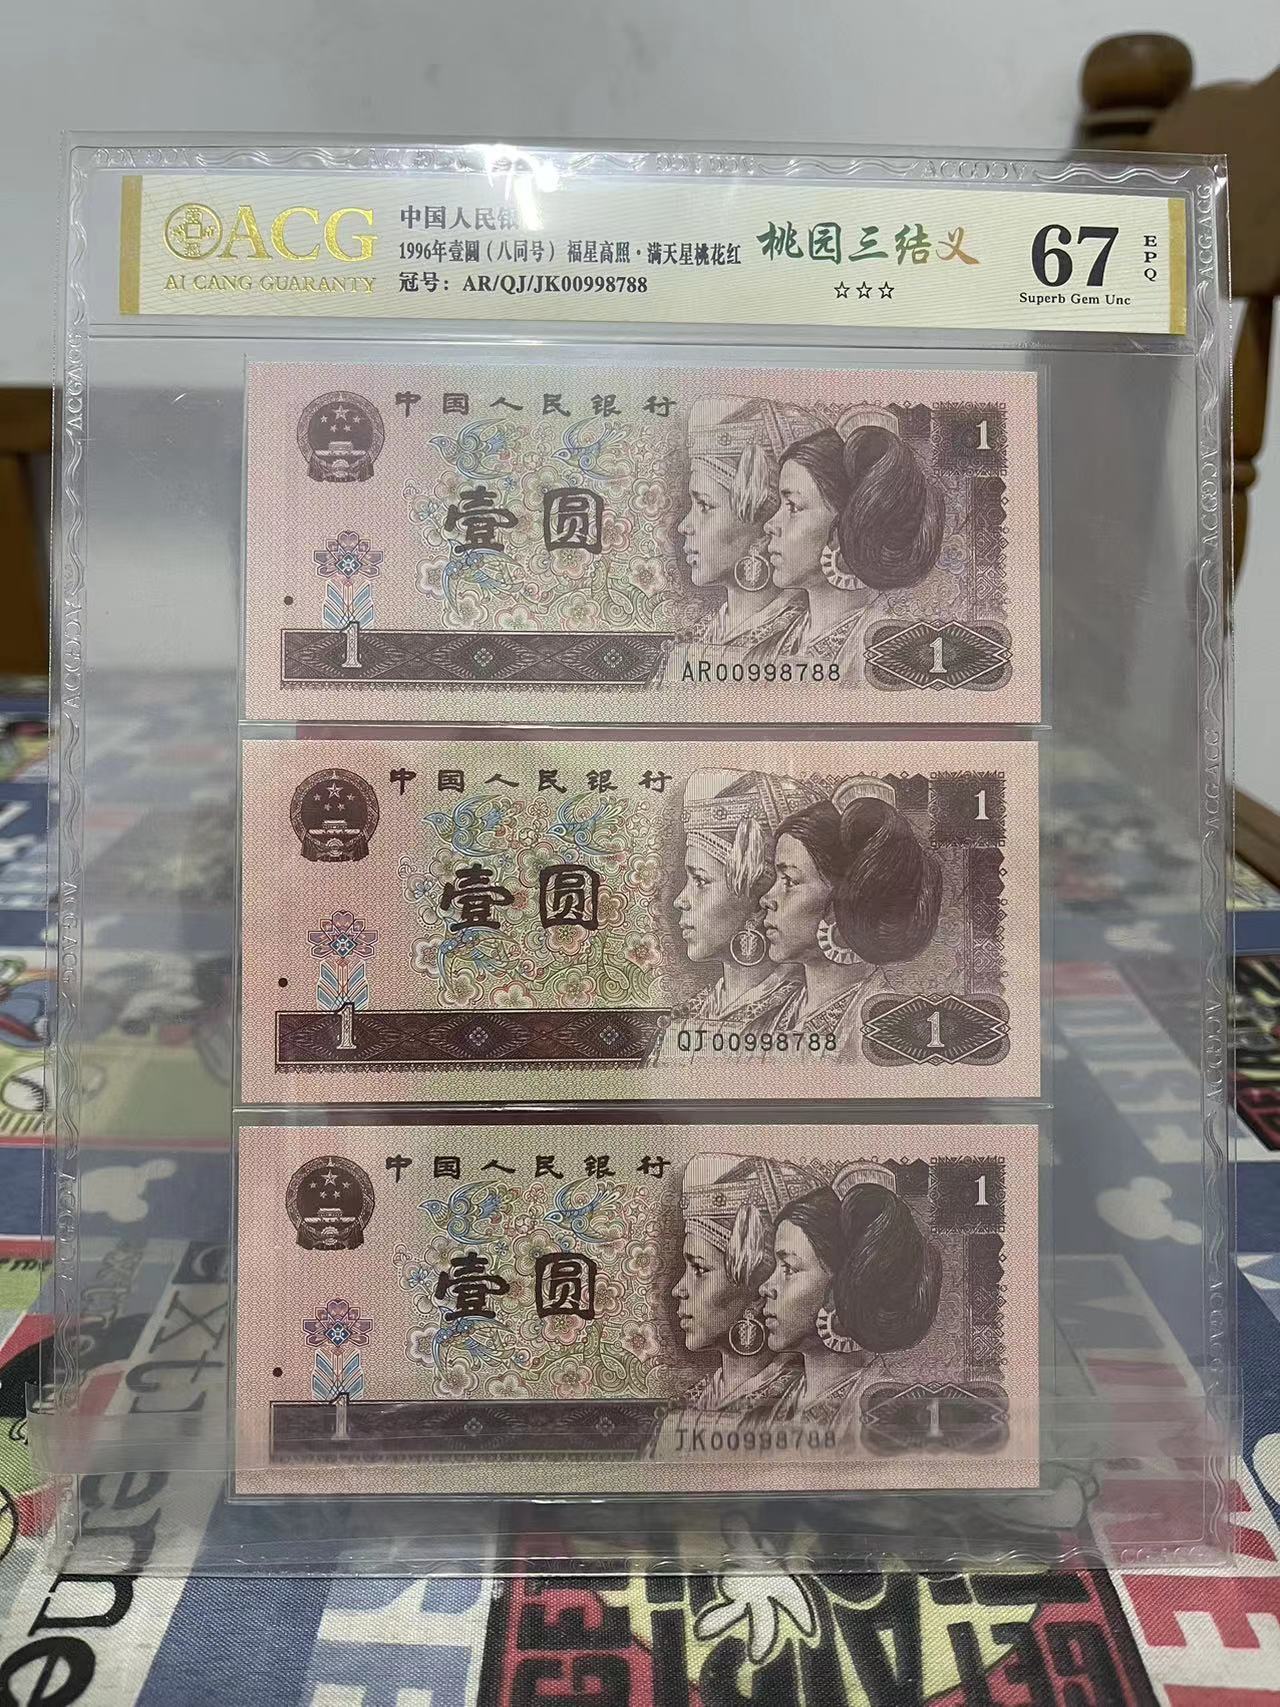 ACG
AI CANG GUARANTY
中国人民银
1996年壹圆（八同号）福星高照·满天星桃花红
冠号：AR/QJ/JK00998788
桃园三结义
☆☆☆
67
EPQ
Superb Gem Unc
中国人民银行
1
壹圆
1
AR00998788
1
中国人民银行
1
壹圆
1
QJ00998788
1
中国人民银行
1
壹圆
1
JK00998788
1